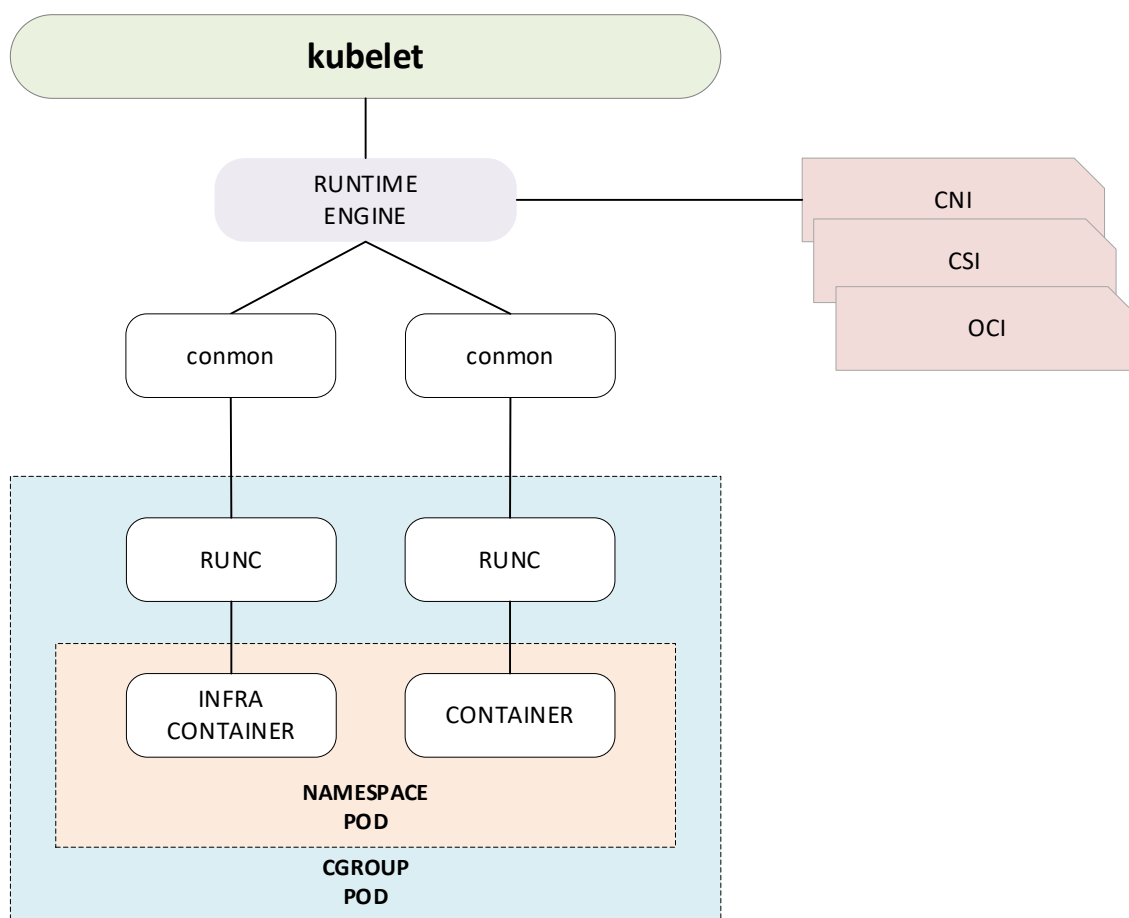 kubelet
RUNTIME
ENGINE
CNI
CSI
OCI
conmon
conmon
RUNC
RUNC
INFRA
CONTAINER
CONTAINER
NAMESPACE
POD
CGROUP
POD